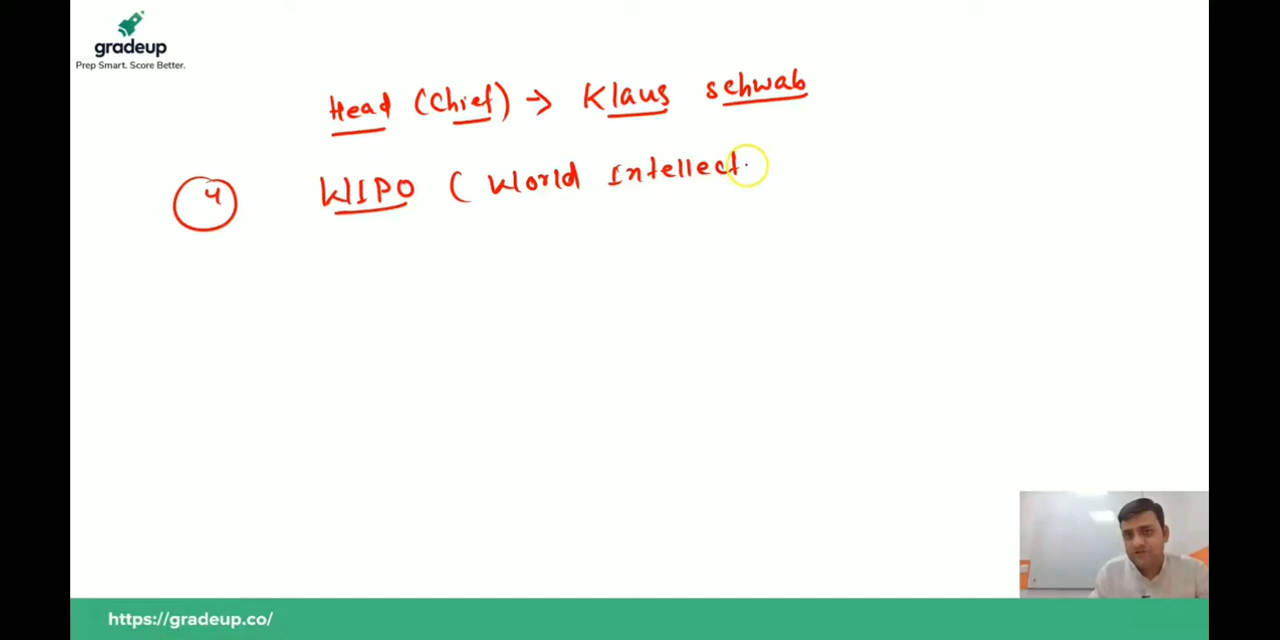 gradeup
Prep Smart. Score Better.
Head (Chief) → Klaus Schwab
4 WIPO ( World Intellect
https://gradeup.co/